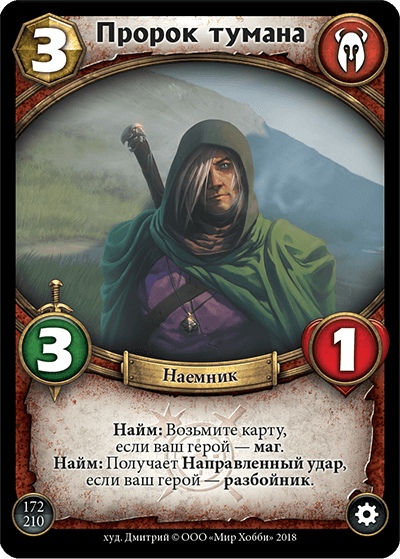 3
Пророк тумана
3
1
Наемник
Найм: Возьмите карту,
если ваш герой — маг.
Найм: Получает Направленный удар,
если ваш герой — разбойник.
172
210
худ. Дмитрий © ООО «Мир Хобби» 2018